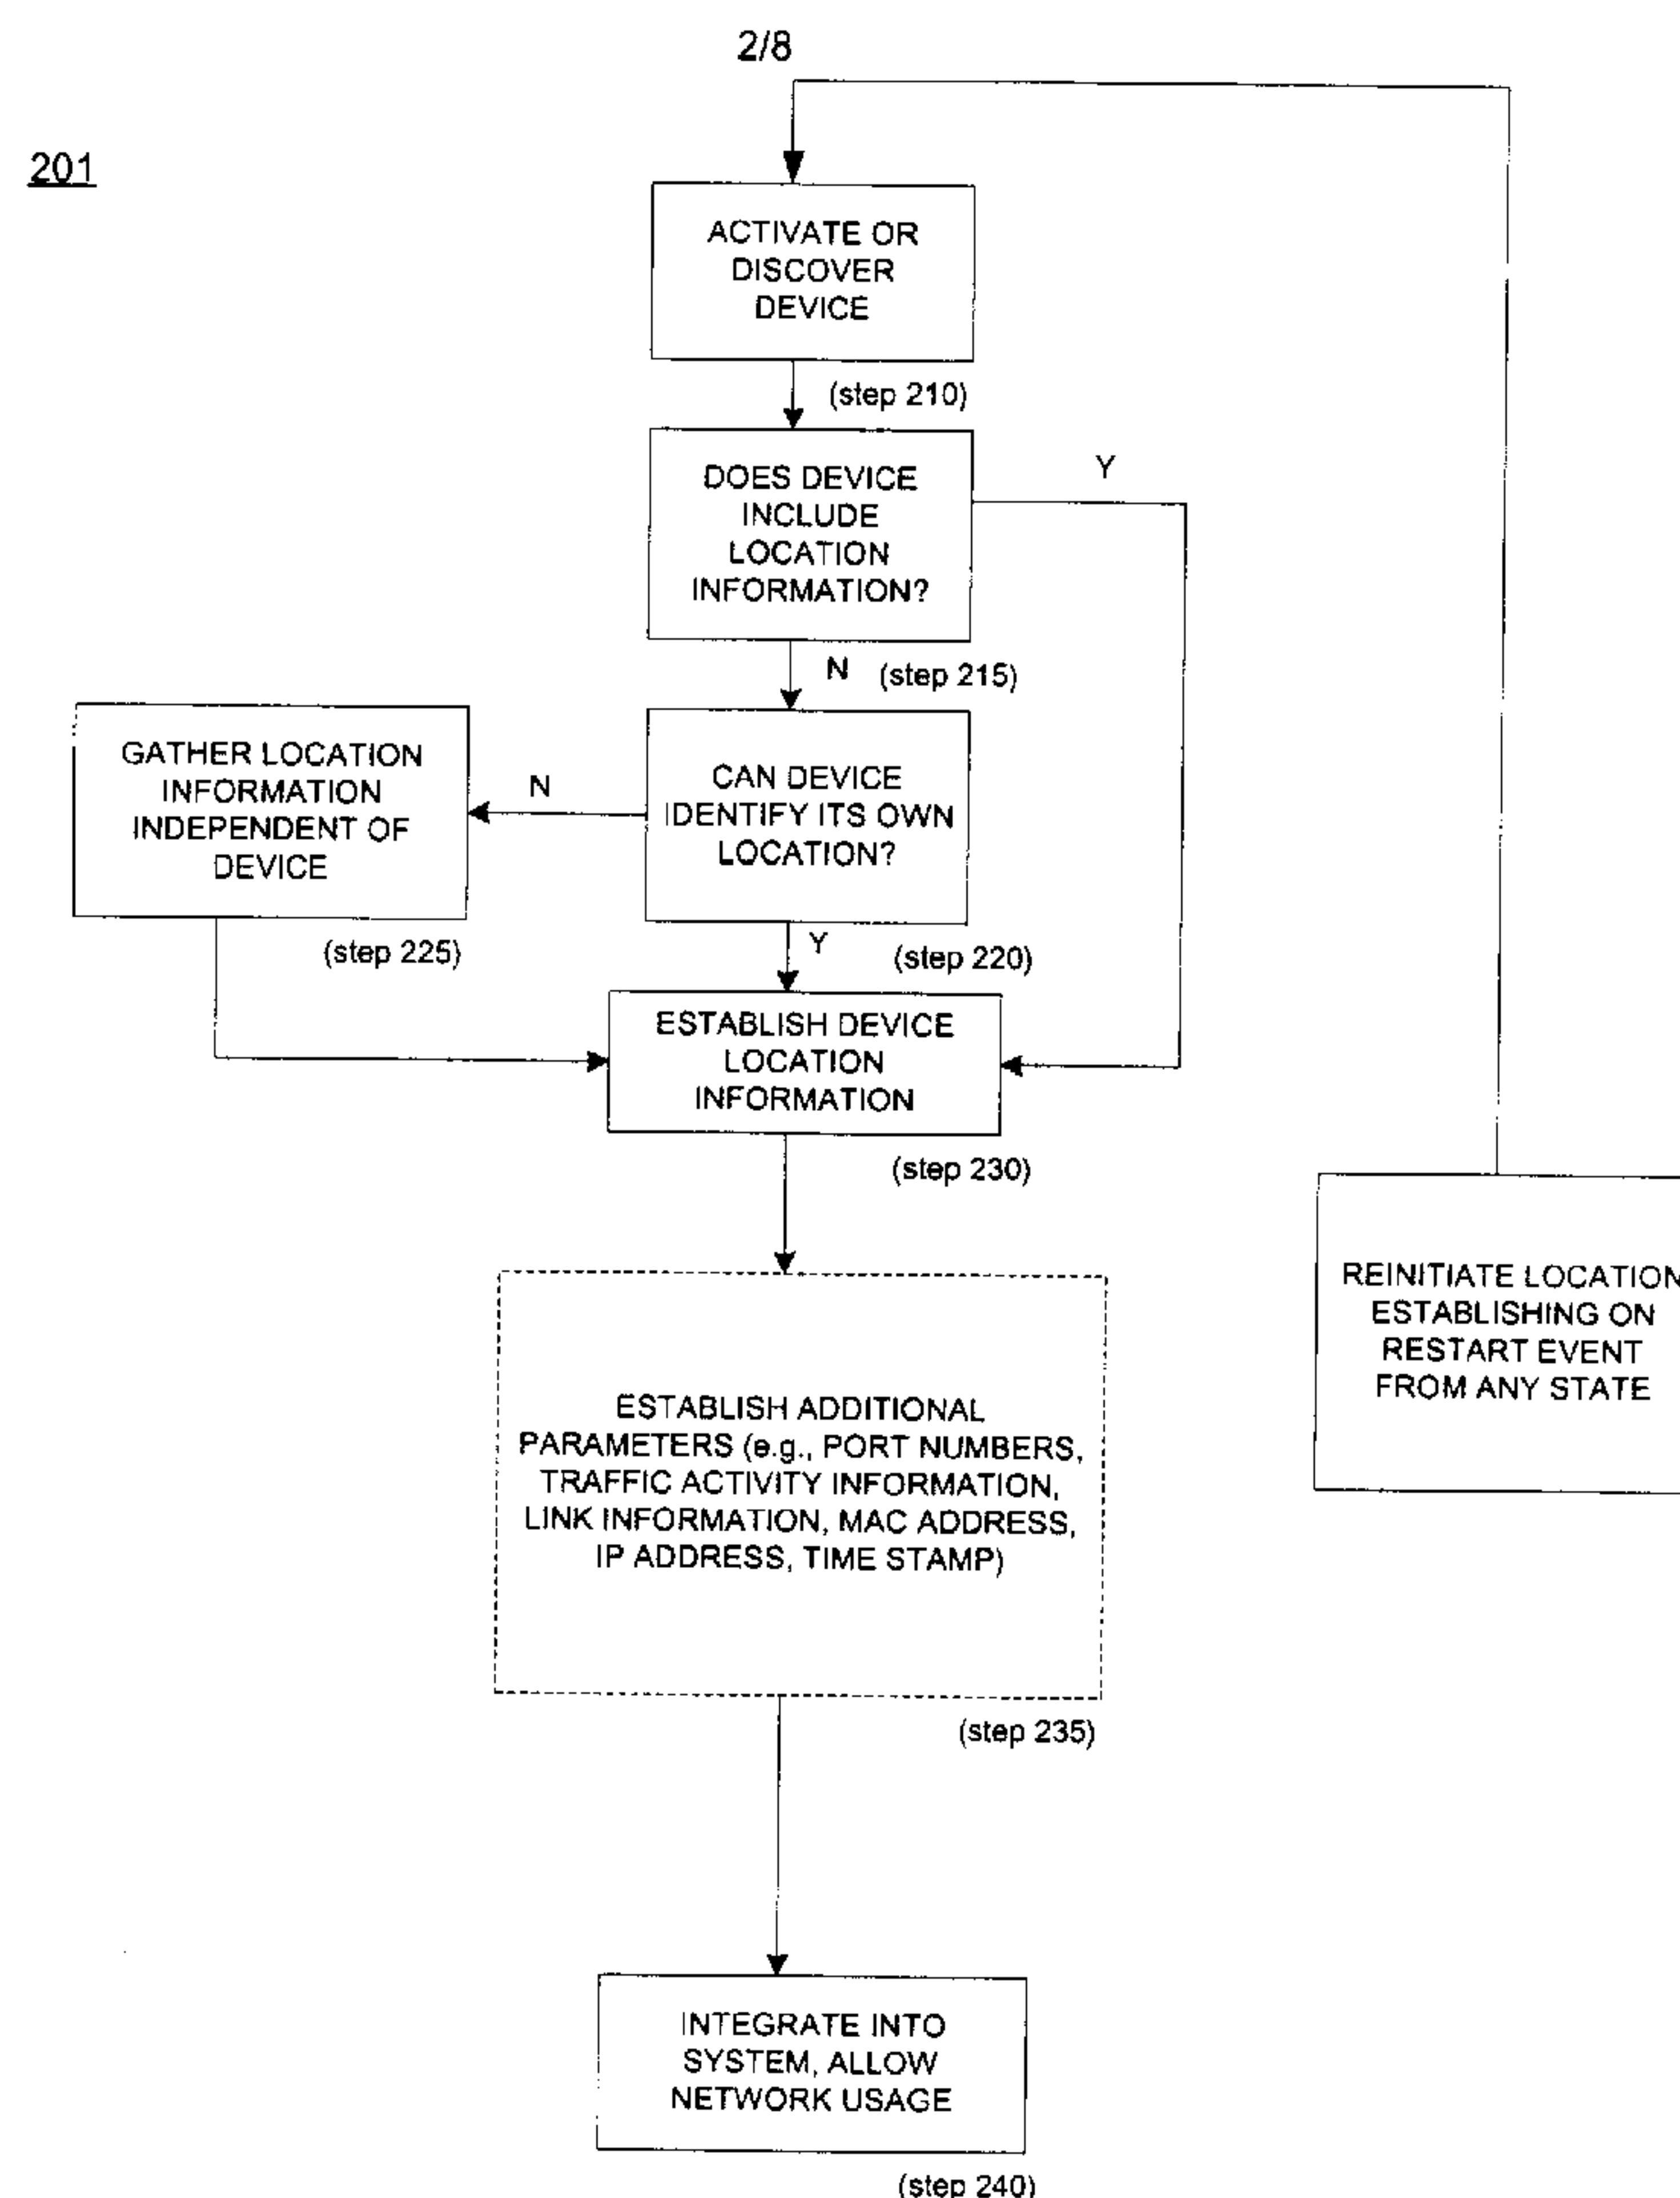 2/8
201
ACTIVATE OR
DISCOVER
DEVICE
(step 210)
DOES DEVICE
INCLUDE
LOCATION
INFORMATION?
Y
N
(step 215)
GATHER LOCATION
INFORMATION
INDEPENDENT OF
DEVICE
N
CAN DEVICE
IDENTIFY ITS OWN
LOCATION?
(step 225)
Y
(step 220)
ESTABLISH DEVICE
LOCATION
INFORMATION
(step 230)
REINITIATE LOCATION
ESTABLISHING ON
RESTART EVENT
FROM ANY STATE
ESTABLISH ADDITIONAL
PARAMETERS (e.g., PORT NUMBERS,
TRAFFIC ACTIVITY INFORMATION,
LINK INFORMATION, MAC ADDRESS,
IP ADDRESS, TIME STAMP)
(step 235)
INTEGRATE INTO
SYSTEM, ALLOW
NETWORK USAGE
(step 240)